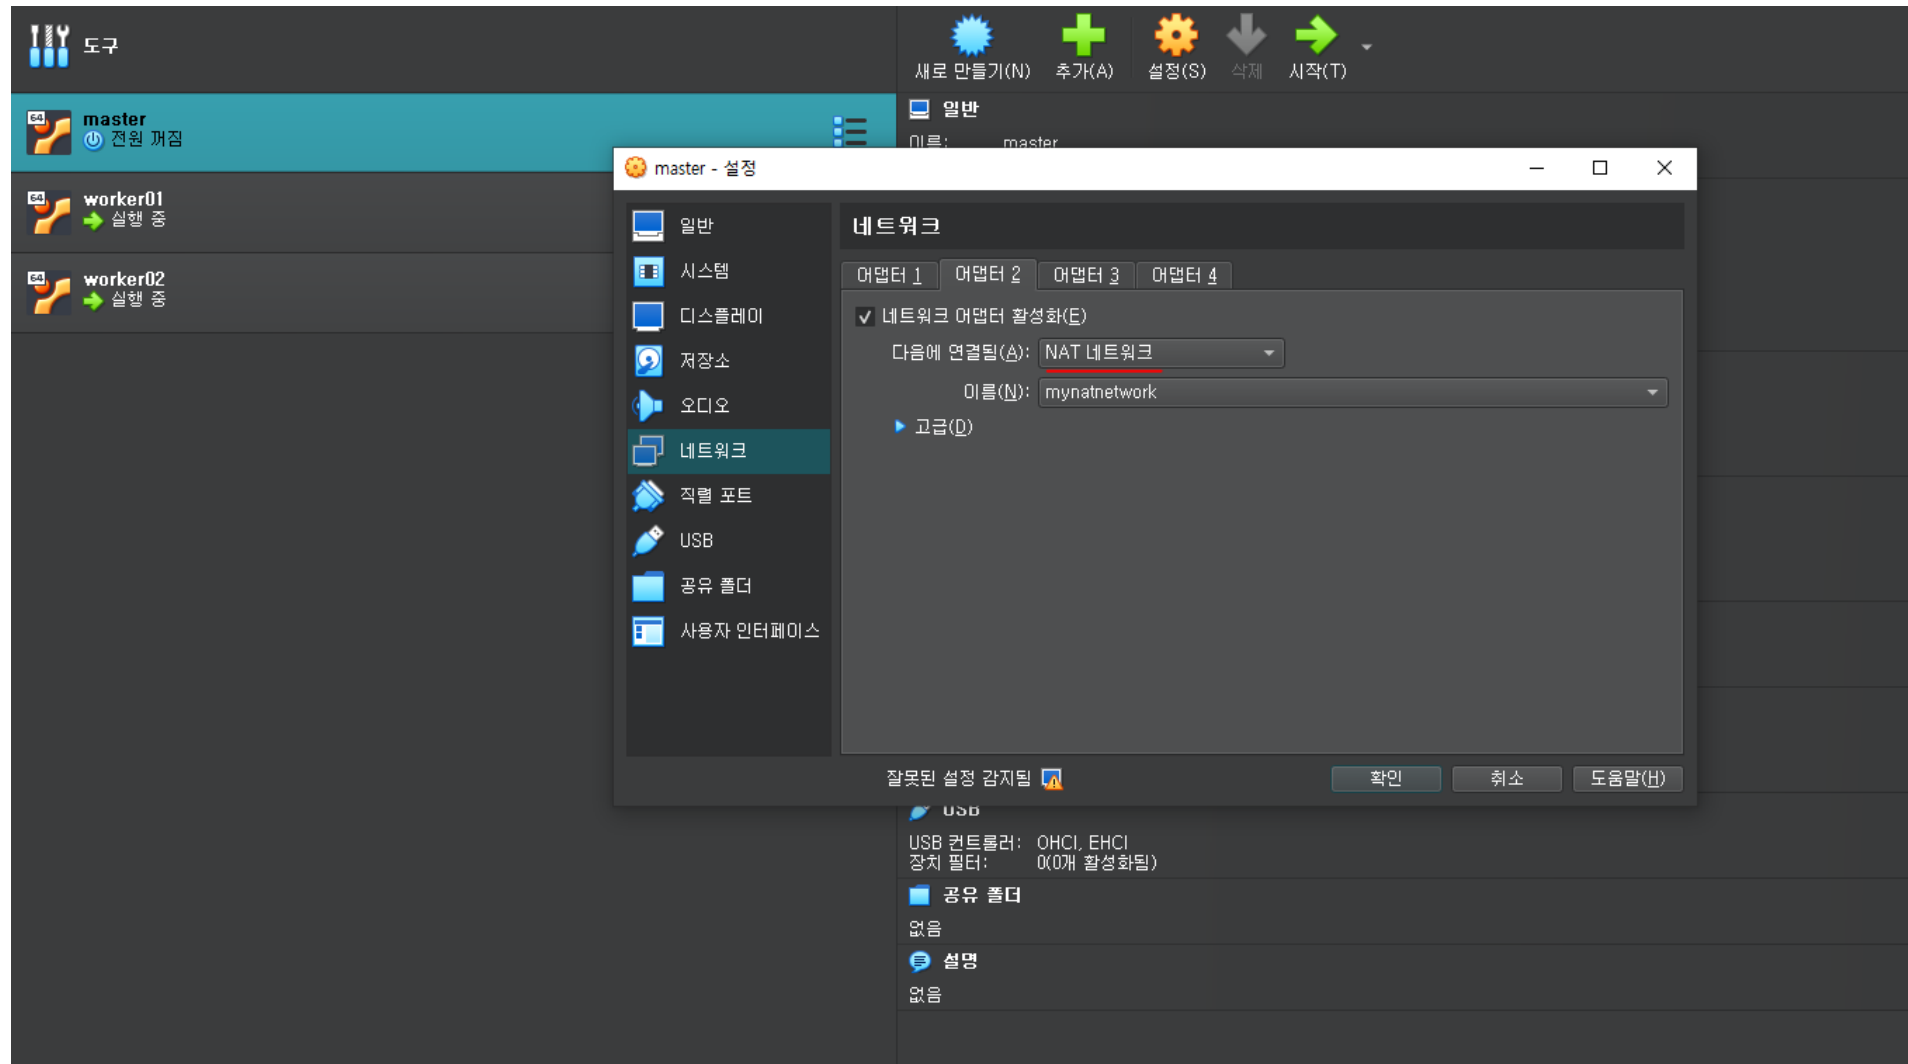 도구
새로 만들기(N)
추가(A)
설정(S)
삭제
시작(T)
64
master
전원 꺼짐
64
worker01
실행 중
64
worker02
실행 중
일반
이름: master
master - 설정
일반
시스템
디스플레이
저장소
오디오
네트워크
직렬 포트
USB
공유 폴더
사용자 인터페이스
네트워크
어댑터 1
어댑터 2
어댑터 3
어댑터 4
네트워크 어댑터 활성화(E)
다음에 연결됨(A): NAT 네트워크
이름(N): mynatnetwork
고급(D)
잘못된 설정 감지됨
확인
취소
도움말(H)
USB
USB 컨트롤러: OHCI, EHCI
장치 필터: 0(0개 활성화됨)
공유 폴더
없음
설명
없음